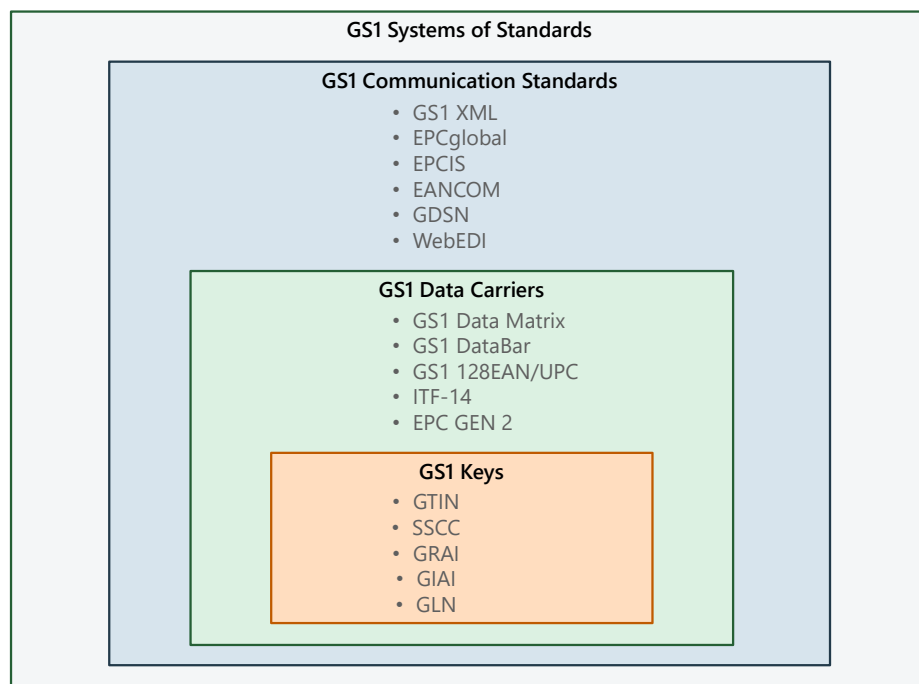 GS1 Systems of Standards
GS1 Communication Standards
• GS1 XML
• EPCglobal
• EPCIS
• EANCOM
• GDSN
• WebEDI
GS1 Data Carriers
• GS1 Data Matrix
• GS1 DataBar
• GS1 128EAN/UPC
• ITF-14
• EPC GEN 2
GS1 Keys
• GTIN
• SSCC
• GRAI
• GIAI
• GLN